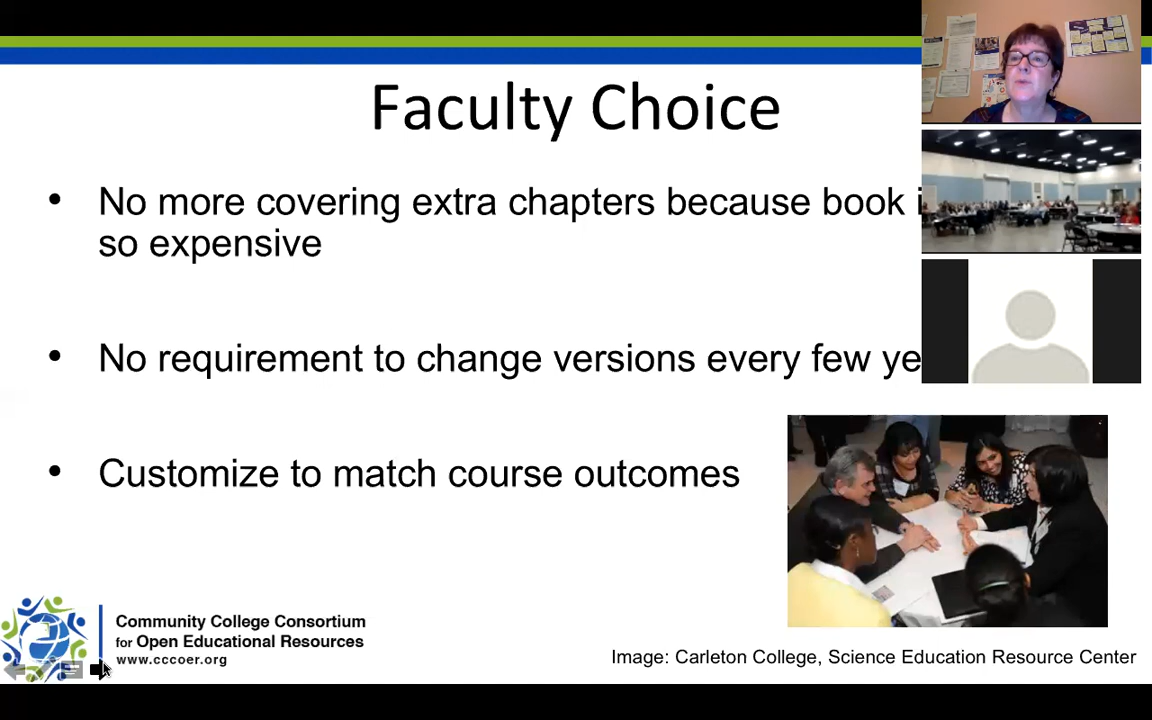 Faculty Choice
• No more covering extra chapters because book
so expensive
• No requirement to change versions every few
• Customize to match course outcomes
Community College Consortium
for Open Educational Resources
www.cccoer.org
Image: Carleton College, Science Education Resource Center